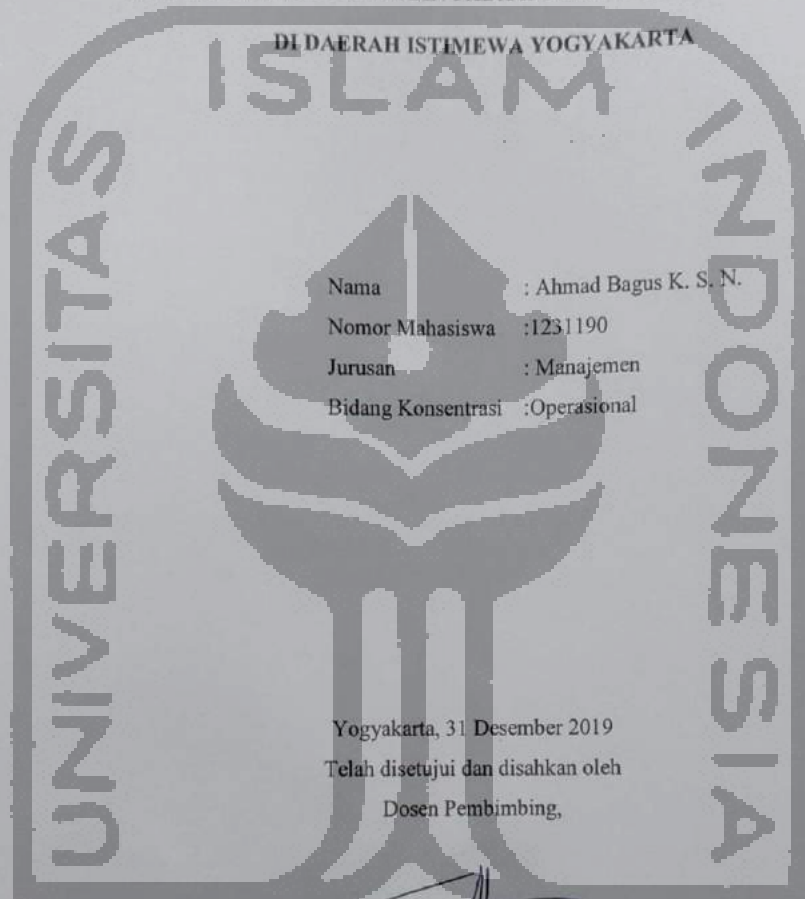 DI DAERAH ISTIMEWA YOGYAKARTA
UNIVERSITAS
ISLAM
INDONESIA
Nama : Ahmad Bagus K. S. N.
Nomor Mahasiswa :1231190
Jurusan : Manajemen
Bidang Konsentrasi :Operasional
Yogyakarta, 31 Desember 2019
Telah disetujui dan disahkan oleh
Dosen Pembimbing,